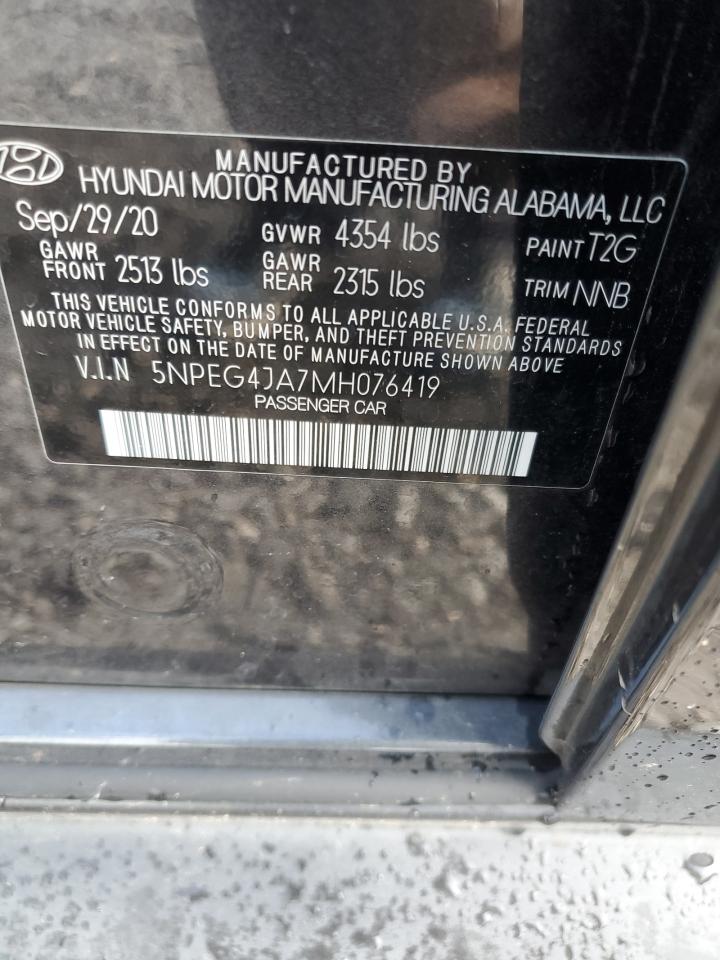 MANUFACTURED BY
HYUNDAI MOTOR MANUFACTURING ALABAMA, LLC
Sep/29/20 GVWR 4354 lbs PAINT T2G
GAWR FRONT 2513 lbs GAWR REAR 2315 lbs TRIM NNB
THIS VEHICLE CONFORMS TO ALL APPLICABLE U.S.A. FEDERAL
MOTOR VEHICLE SAFETY, BUMPER, AND THEFT PREVENTION STANDARDS
IN EFFECT ON THE DATE OF MANUFACTURE SHOWN ABOVE
V.I.N 5NPEG4JA7MH076419
PASSENGER CAR